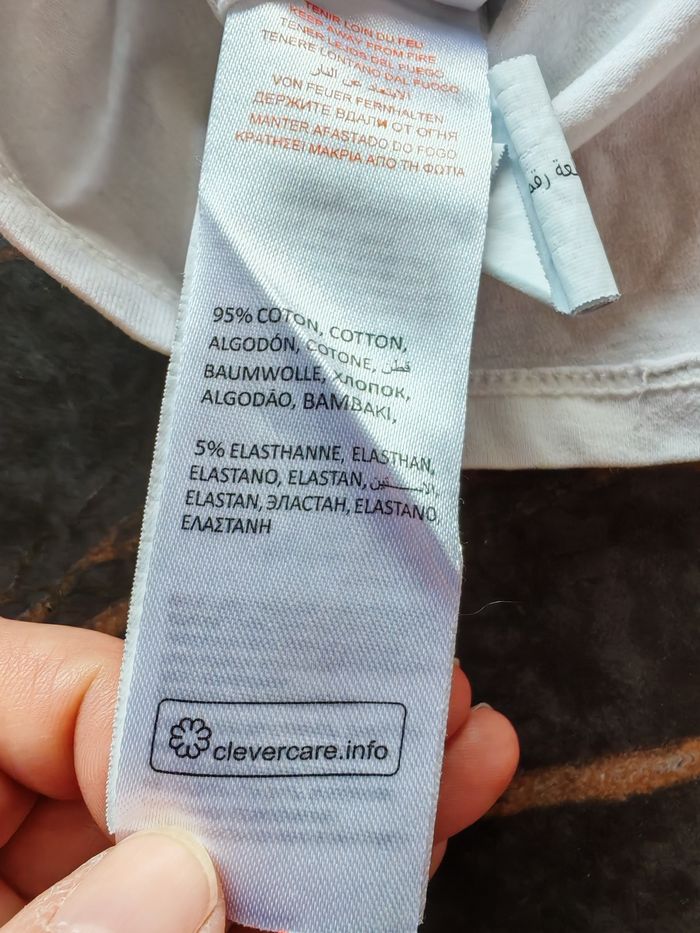 TENIR LOIN DU FEU
KEEP AWAY FROM FIRE
TENER LEJOS DEL FUEGO
TENERE LONTANO DAL FUOCO
الابتعد عن النار
VON FEUER FERNHALTEN
ДЕРЖИТЕ ВДАЛИ ОТ ОГНЯ
MANTER AFASTADO DO FOGO
ΚΡΑΤΗΣΕΙ ΜΑΚΡΙΑ ΑΠΟ ΤΗ ΦΩΤΙΑ
95% COTON, COTTON,
ALGODÓN, COTONE, قطن
BAUMWOLLE, ХЛОПОК,
ALGODÃO, ΒΑΜΒΑΚΙ,
5% ELASTHANNE, ELASTHAN,
ELASTANO, ELASTAN,
ELASTAN, ЭЛАСТАН, ELASTANO,
ΕΛΑΣΤΑΝΗ
clevercare.info